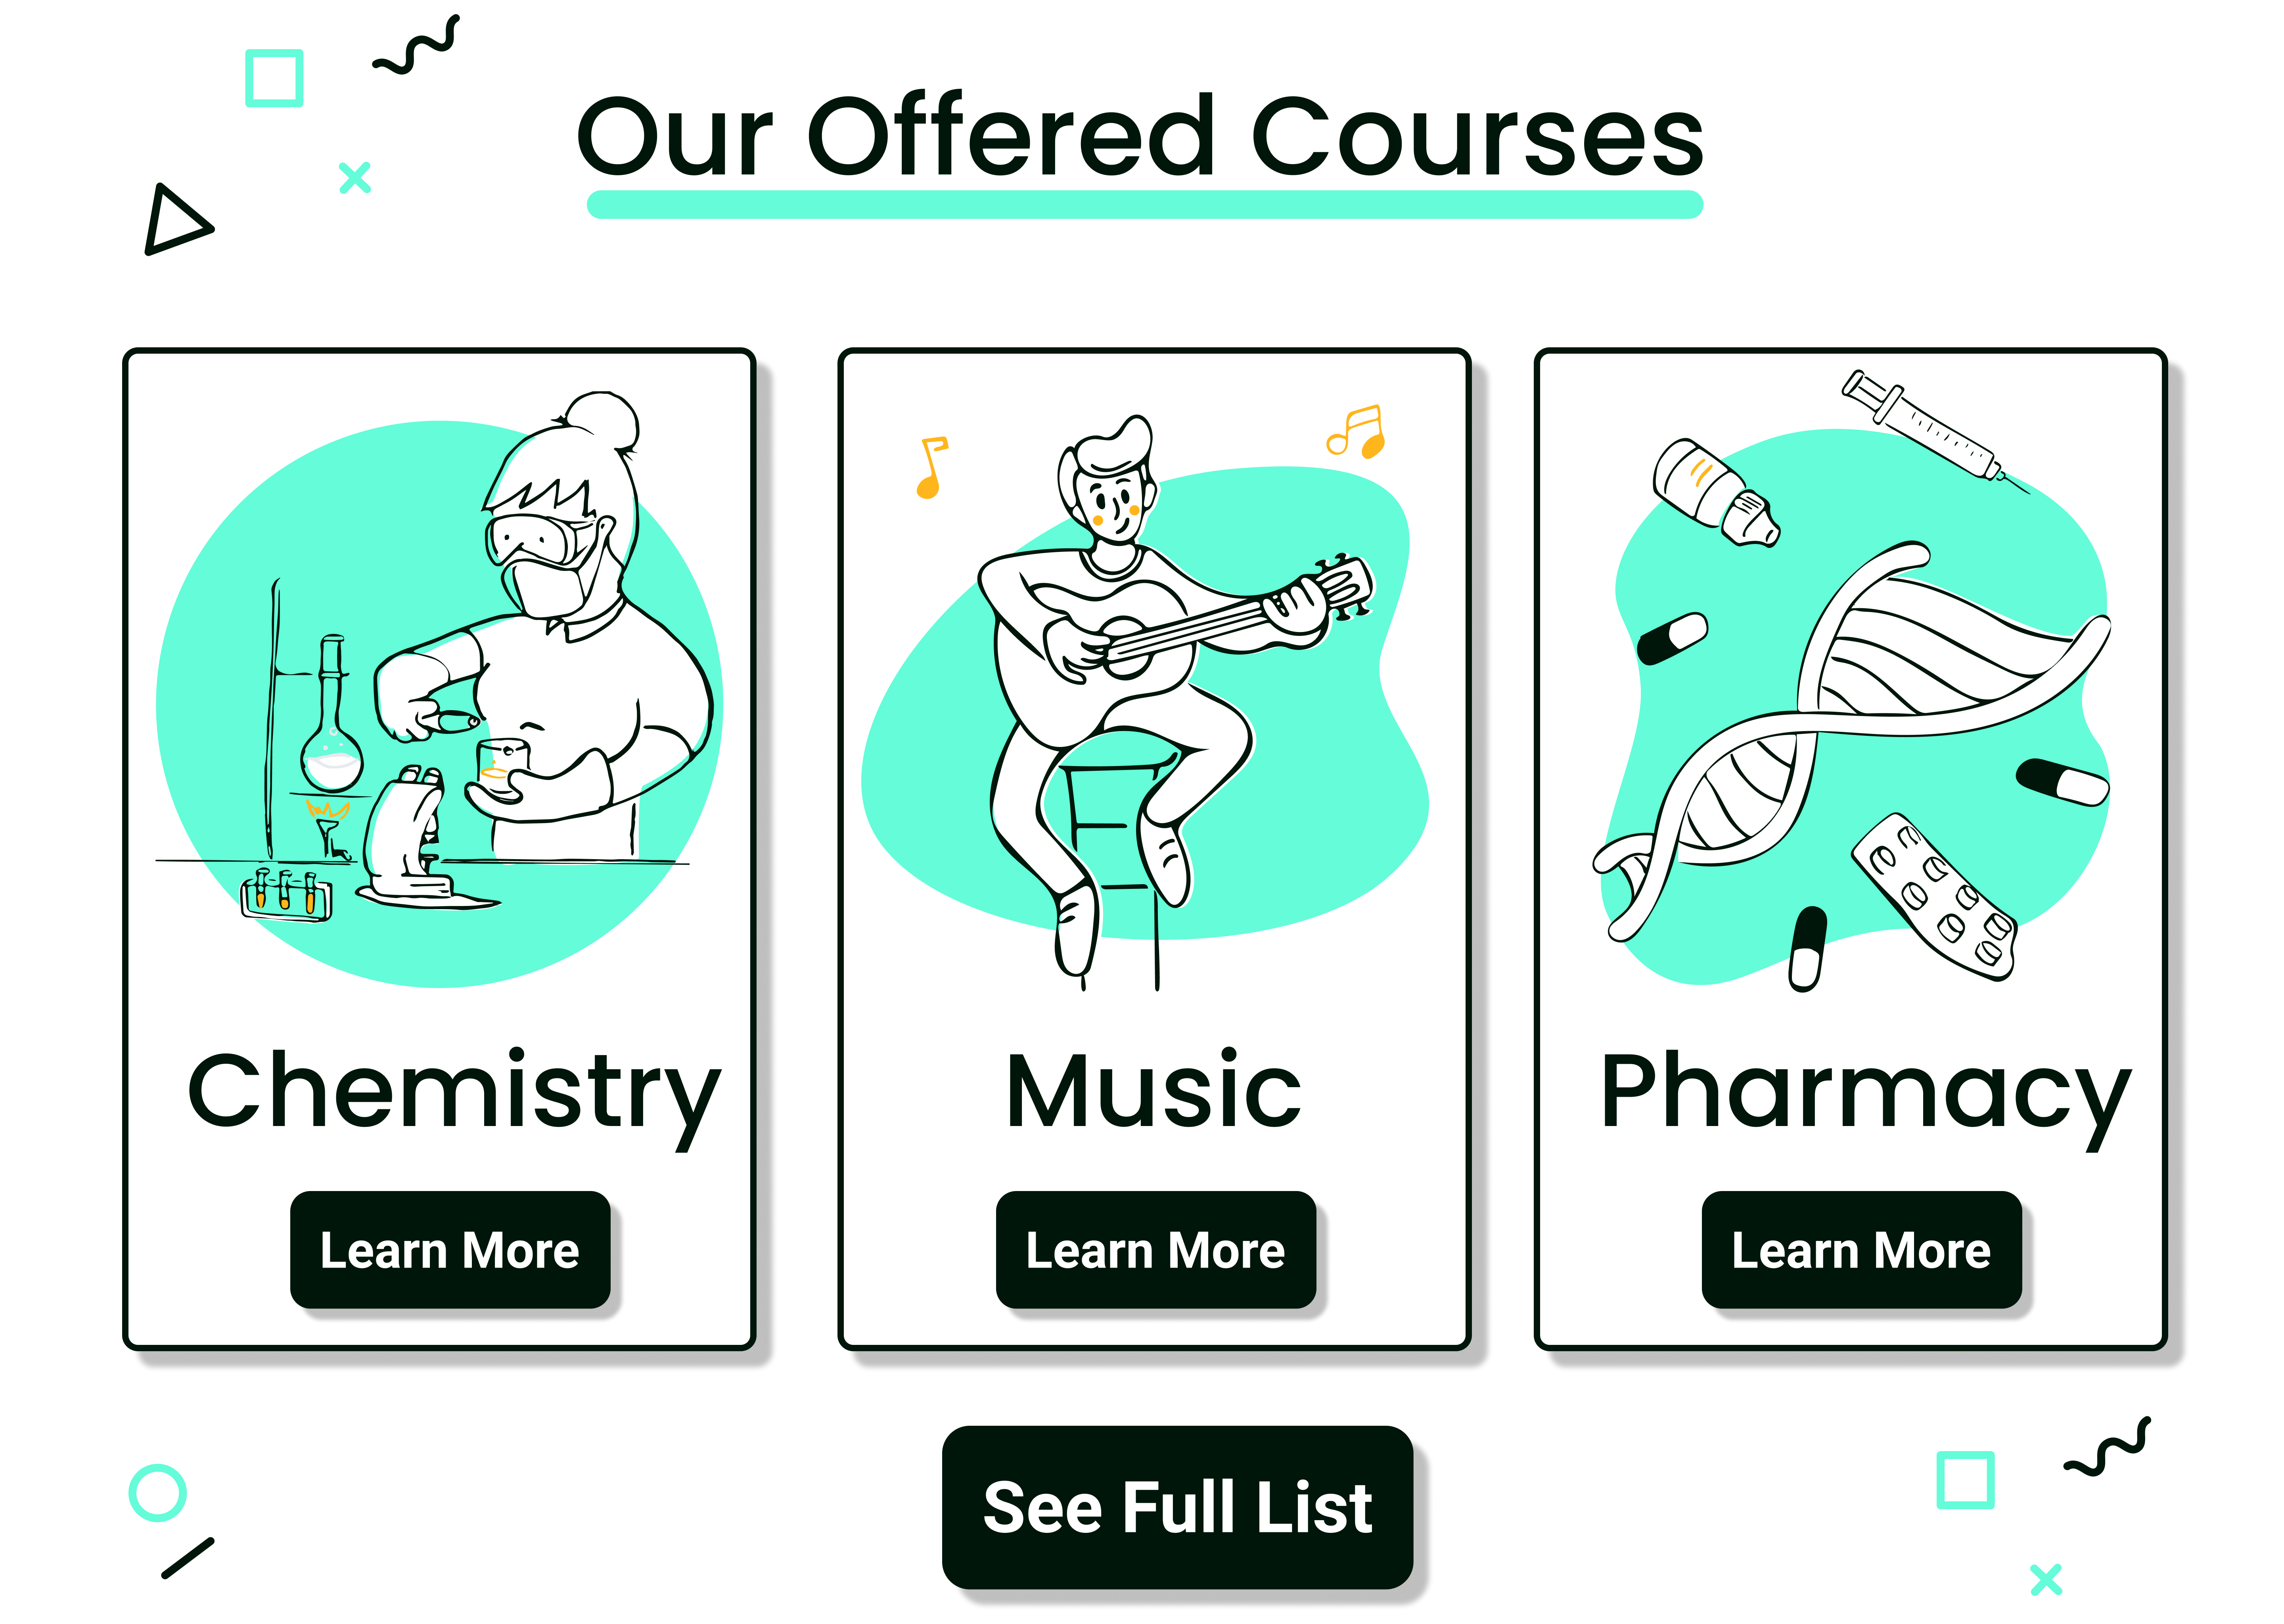 Our Offered Courses
Chemistry
Learn More
Music
Learn More
Pharmacy
Learn More
See Full List